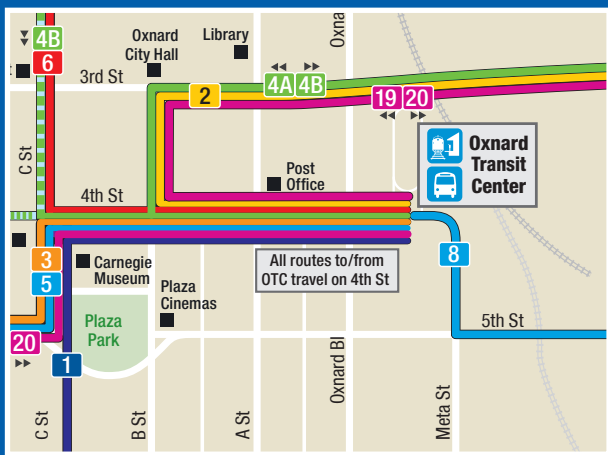 4B
6
t
C St
3rd St
Oxnard
City Hall
Library
Oxna
2
4A 4B
19 20
Oxnard
Transit
Center
4th St
Post
Office
3
5
Carnegie
Museum
Plaza
Cinemas
Plaza
Park
All routes to/from
OTC travel on 4th St
8
5th St
20
1
C St
B St
A St
Oxnard Bl
Meta St